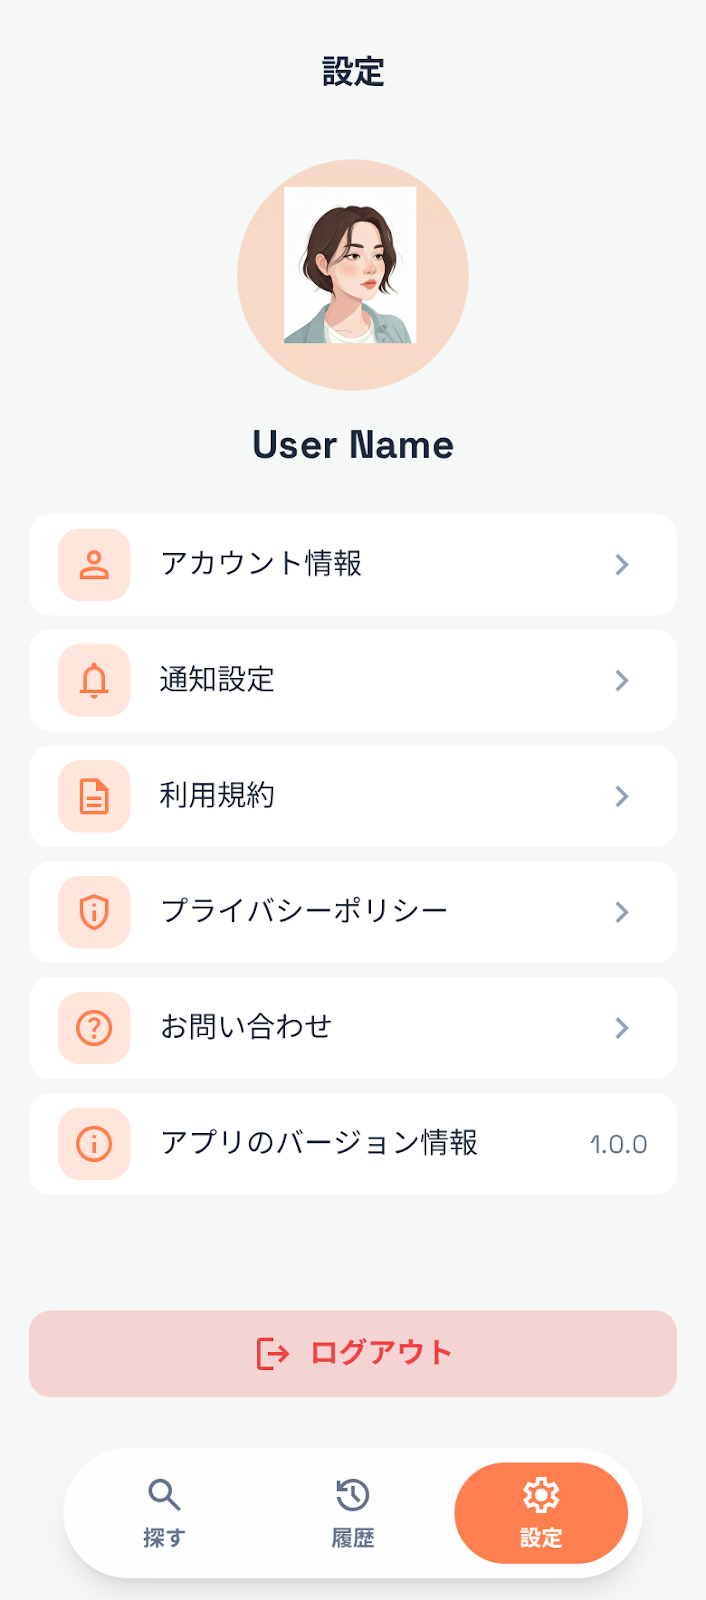 設定
User Name
アカウント情報
通知設定
利用規約
プライバシーポリシー
お問い合わせ
アプリのバージョン情報 1.0.0
ログアウト
探す 履歴 設定